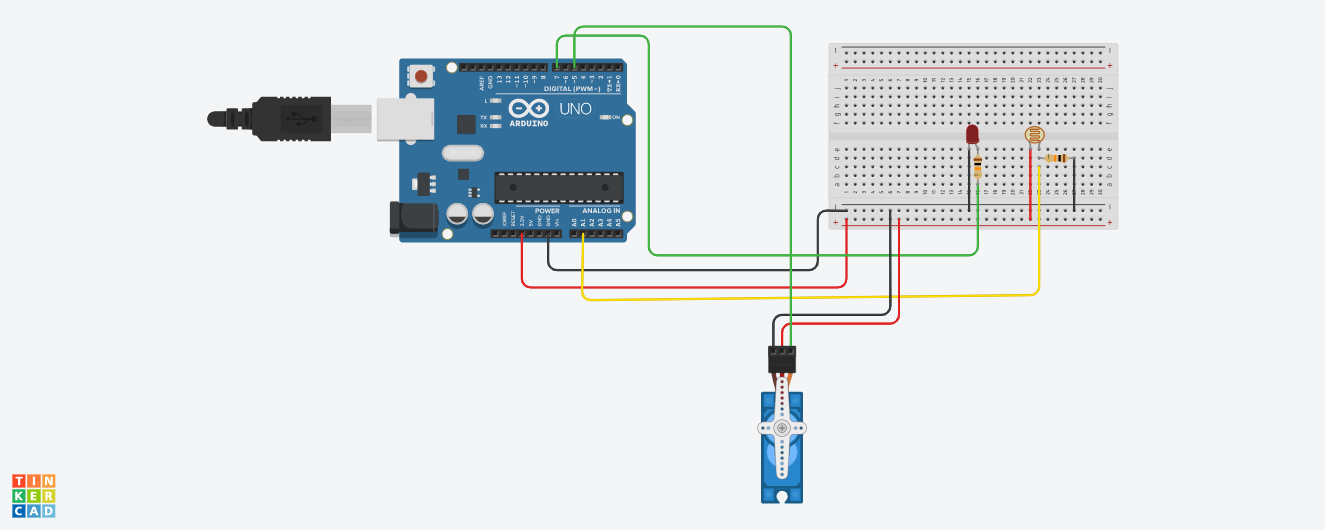 AREF
GND
13
12
~11
~10
~9
8
7
~6
~5
4
~3
2
TX→1
RX←0
DIGITAL (PWM~)
L
TX
RX
ARDUINO
UNO
ON
POWER
ANALOG IN
IOREF
RESET
3.3V
5V
GND
GND
Vin
A0
A1
A2
A3
A4
A5
j
i
h
g
f
e
d
c
b
a
TIN
KER
CAD